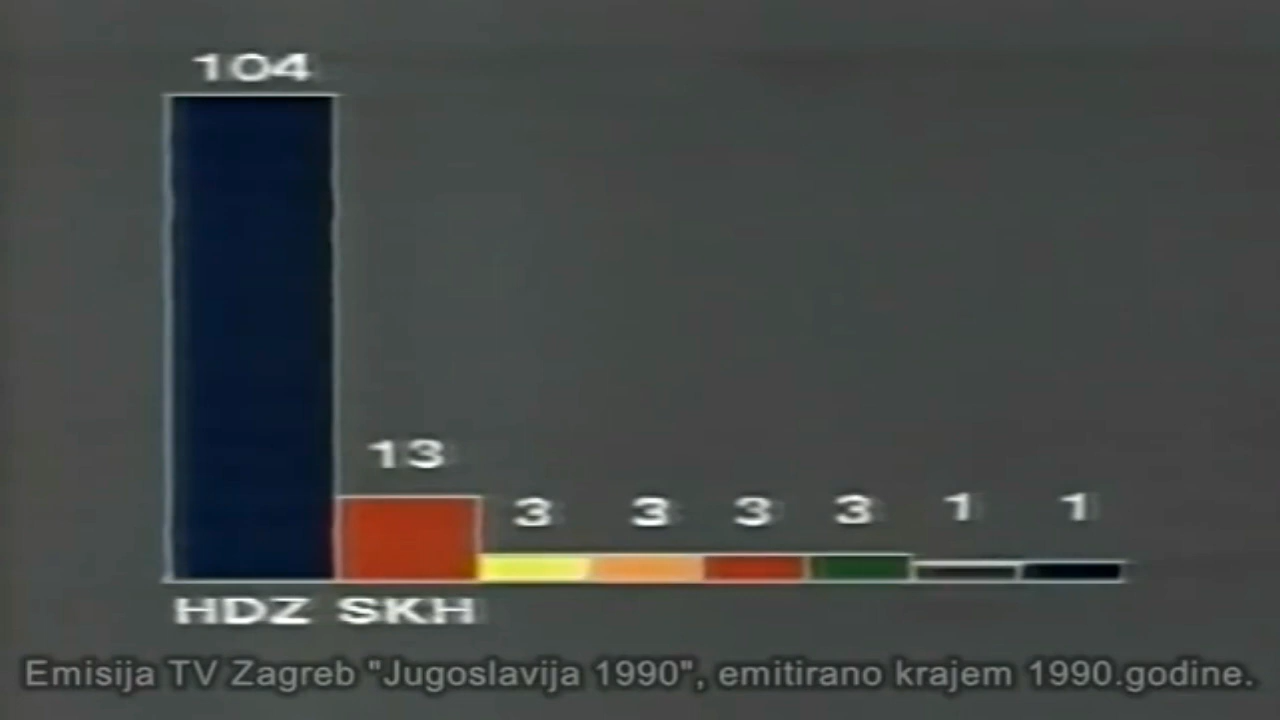 104
13
3 3 3 3 1 1
HDZ SKH
Emisija TV Zagreb "Jugoslavija 1990", emitirano krajem 1990.godine.